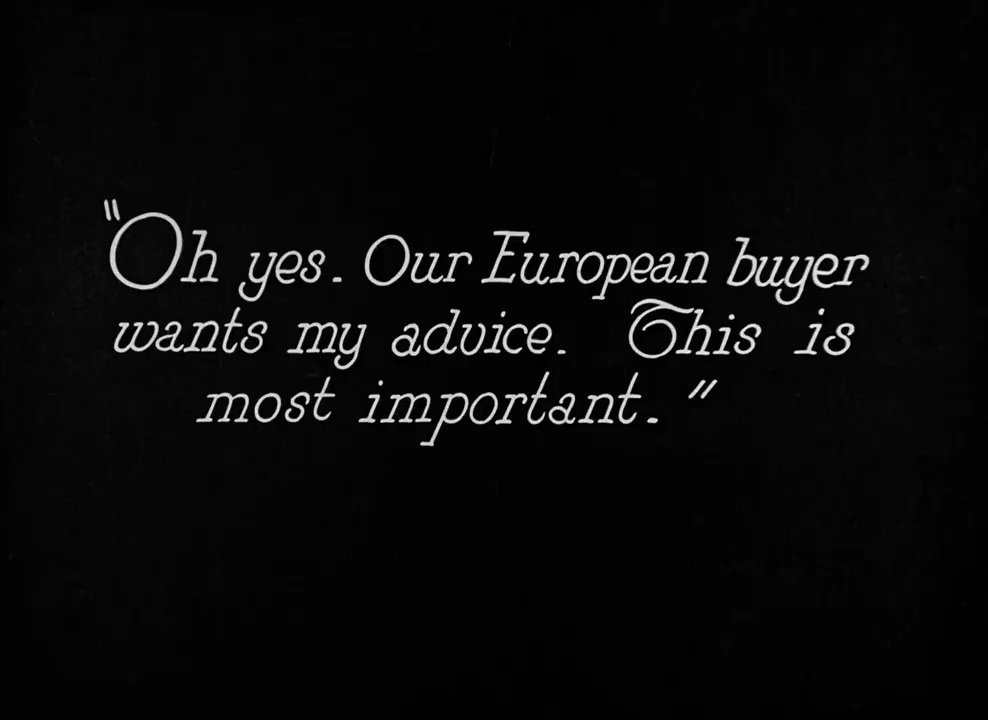 "Oh yes. Our European buyer
wants my advice. This is
most important."